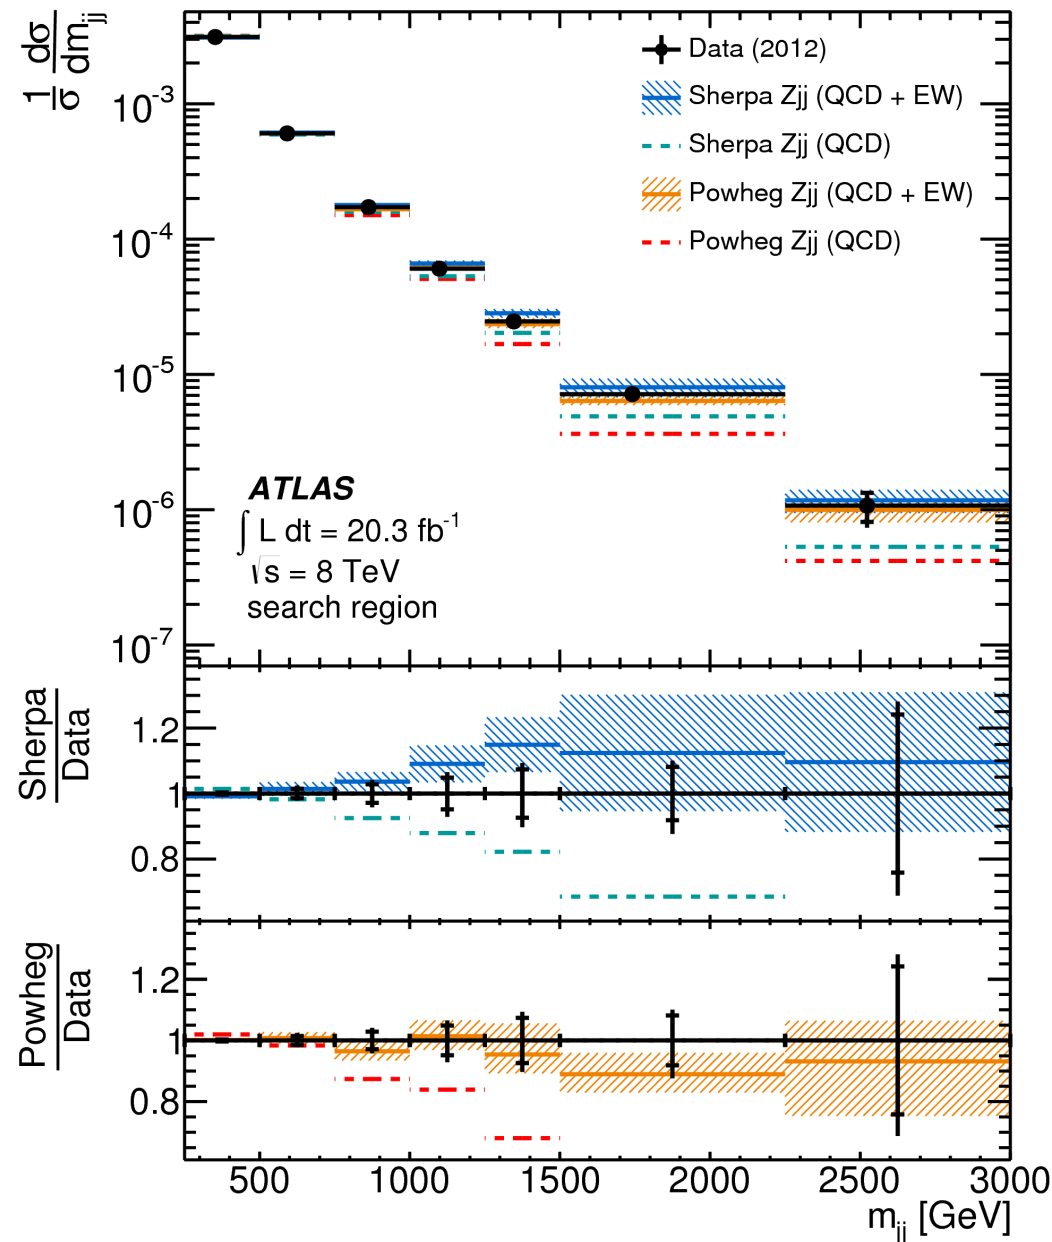 1/σ dσ/dm_jj
10^-3
10^-4
10^-5
10^-6
10^-7
Data (2012)
Sherpa Zjj (QCD + EW)
Sherpa Zjj (QCD)
Powheg Zjj (QCD + EW)
Powheg Zjj (QCD)
ATLAS
∫ L dt = 20.3 fb^-1
√s = 8 TeV
search region
Sherpa
Data
1.2
1
0.8
Powheg
Data
1.2
1
0.8
500 1000 1500 2000 2500 3000
m_jj [GeV]